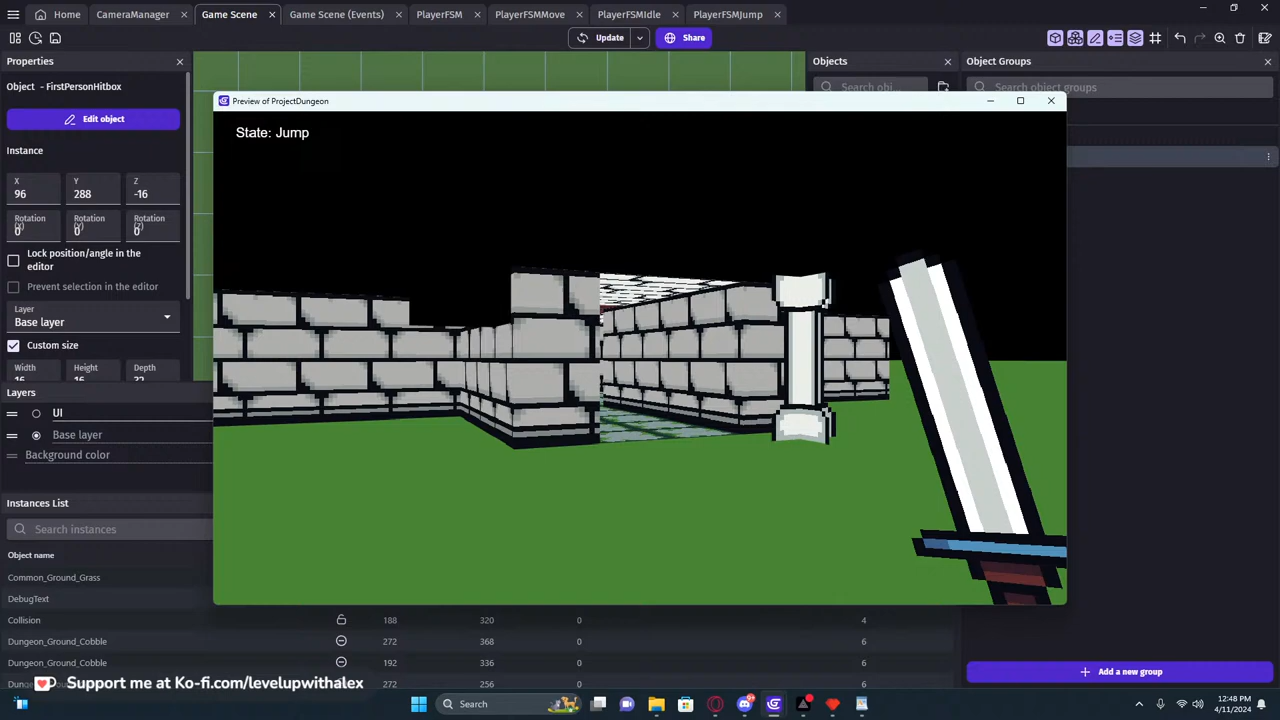 Home
CameraManager
Game Scene
Game Scene (Events)
PlayerFSM
PlayerFSMMove
PlayerFSMIdle
PlayerFSMJump
Update
Share
Properties
Objects
Object Groups
Object - FirstPersonHitbox
Search obj...
Search object groups
Preview of ProjectDungeon
Edit object
State: Jump
Instance
X
Y
Z
96
288
-16
Rotation (X)
Rotation (Y)
Rotation (Z)
0
0
0
Lock position/angle in the
editor
Prevent selection in the editor
Layer
Base layer
Custom size
Width
Height
Depth
Layers
UI
Base layer
Background color
Instances List
Search instances
Object name
Common_Ground_Grass
DebugText
Collision 188 320 0 4
Dungeon_Ground_Cobble 272 368 0 6
Dungeon_Ground_Cobble 192 336 0 6
272 256 0 6
Support me at Ko-fi.com/levelupwithalex
Add a new group
Search
12:48 PM
4/11/2024